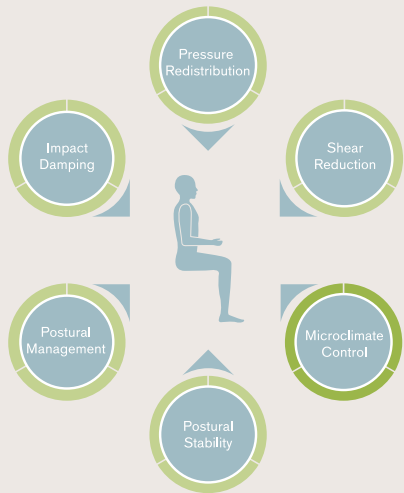 Pressure
Redistribution
Impact
Damping
Shear
Reduction
Postural
Management
Microclimate
Control
Postural
Stability